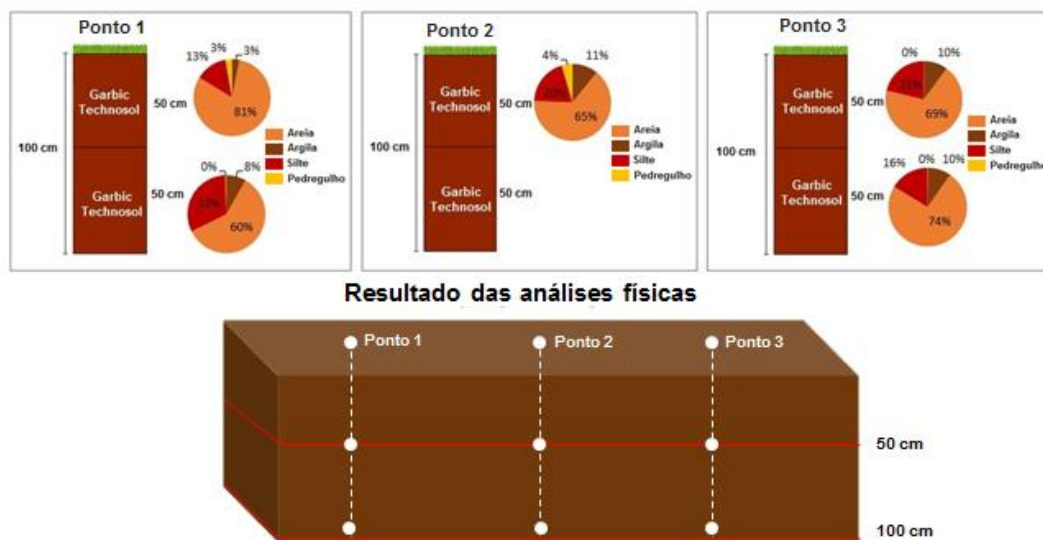 Ponto 1
13%
3%
3%
Garbic
Technosol
50 cm
81%
100 cm
Areia
Argila
Silte
Pedregulho
0%
8%
Garbic
Technosol
50 cm
60%
Ponto 2
4%
11%
Garbic
Technosol
50 cm
20%
65%
100 cm
Areia
Argila
Silte
Pedregulho
Garbic
Technosol
50 cm
Ponto 3
0%
10%
Garbic
Technosol
50 cm
21%
69%
100 cm
Areia
Argila
Silte
Pedregulho
16%
0%
10%
Garbic
Technosol
50 cm
74%
Resultado das análises físicas
Ponto 1
Ponto 2
Ponto 3
50 cm
100 cm